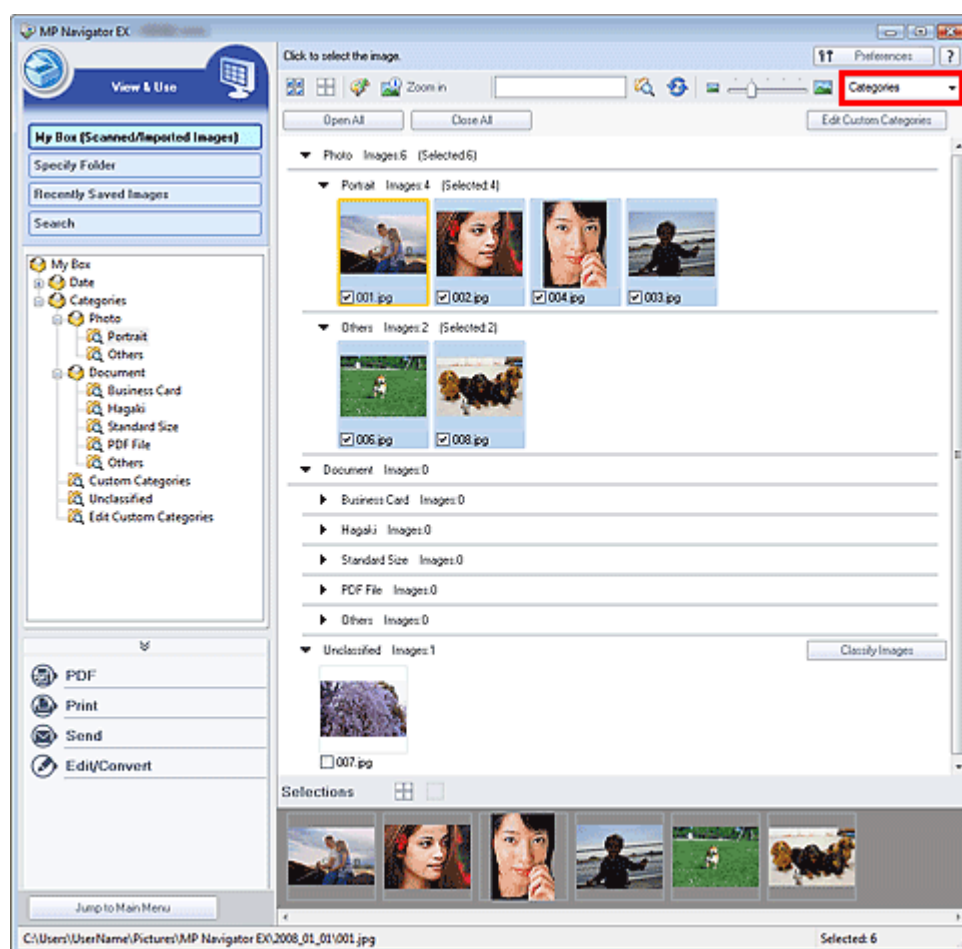 MP Navigator EX
View & Use
My Box (Scanned/Imported Images)
Specify Folder
Recently Saved Images
Search
My Box
Date
Categories
Photo
Portrait
Others
Document
Business Card
Hagaki
Standard Size
PDF File
Others
Custom Categories
Unclassified
Edit Custom Categories
PDF
Print
Send
Edit/Convert
Jump to Main Menu
Click to select the image.
Preferences
?
Zoom in
Categories
Open All
Close All
Edit Custom Categories
Photo Images:6 (Selected:6)
Portrait Images:4 (Selected:4)
001.jpg 002.jpg 004.jpg 003.jpg
Others Images:2 (Selected:2)
006.jpg 008.jpg
Document Images:0
Business Card Images:0
Hagaki Images:0
Standard Size Images:0
PDF File Images:0
Others Images:0
Unclassified Images:1
Classify Images
007.jpg
Selections
C:\Users\UserName\Pictures\MP Navigator EX\2008_01_01\001.jpg
Selected: 6